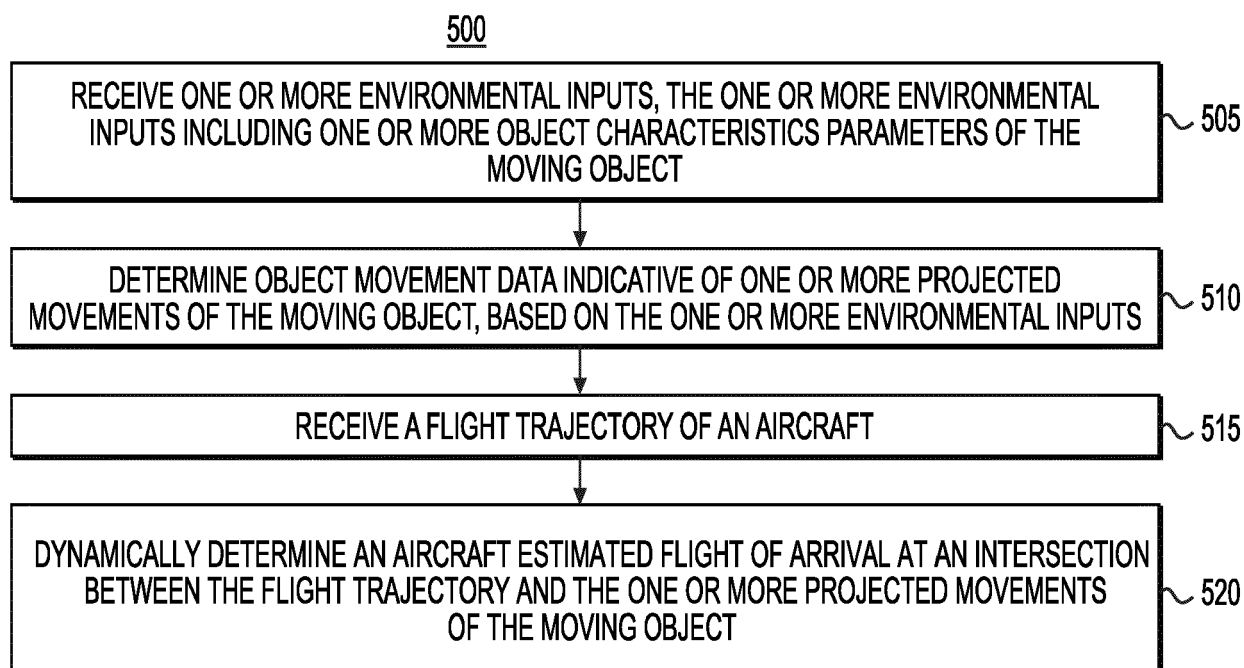 500
RECEIVE ONE OR MORE ENVIRONMENTAL INPUTS, THE ONE OR MORE ENVIRONMENTAL
INPUTS INCLUDING ONE OR MORE OBJECT CHARACTERISTICS PARAMETERS OF THE
MOVING OBJECT
505
DETERMINE OBJECT MOVEMENT DATA INDICATIVE OF ONE OR MORE PROJECTED
MOVEMENTS OF THE MOVING OBJECT, BASED ON THE ONE OR MORE ENVIRONMENTAL INPUTS
510
RECEIVE A FLIGHT TRAJECTORY OF AN AIRCRAFT
515
DYNAMICALLY DETERMINE AN AIRCRAFT ESTIMATED FLIGHT OF ARRIVAL AT AN INTERSECTION
BETWEEN THE FLIGHT TRAJECTORY AND THE ONE OR MORE PROJECTED MOVEMENTS
OF THE MOVING OBJECT
520